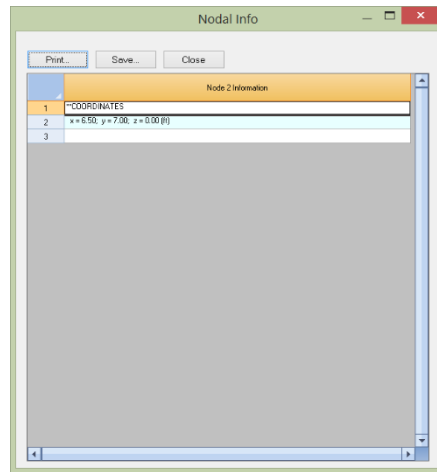 Nodal Info
Print... Save... Close
Node 2 Information
1 **COORDINATES
2 x = 6.50; y = 7.00; z = 0.00 (ft)
3